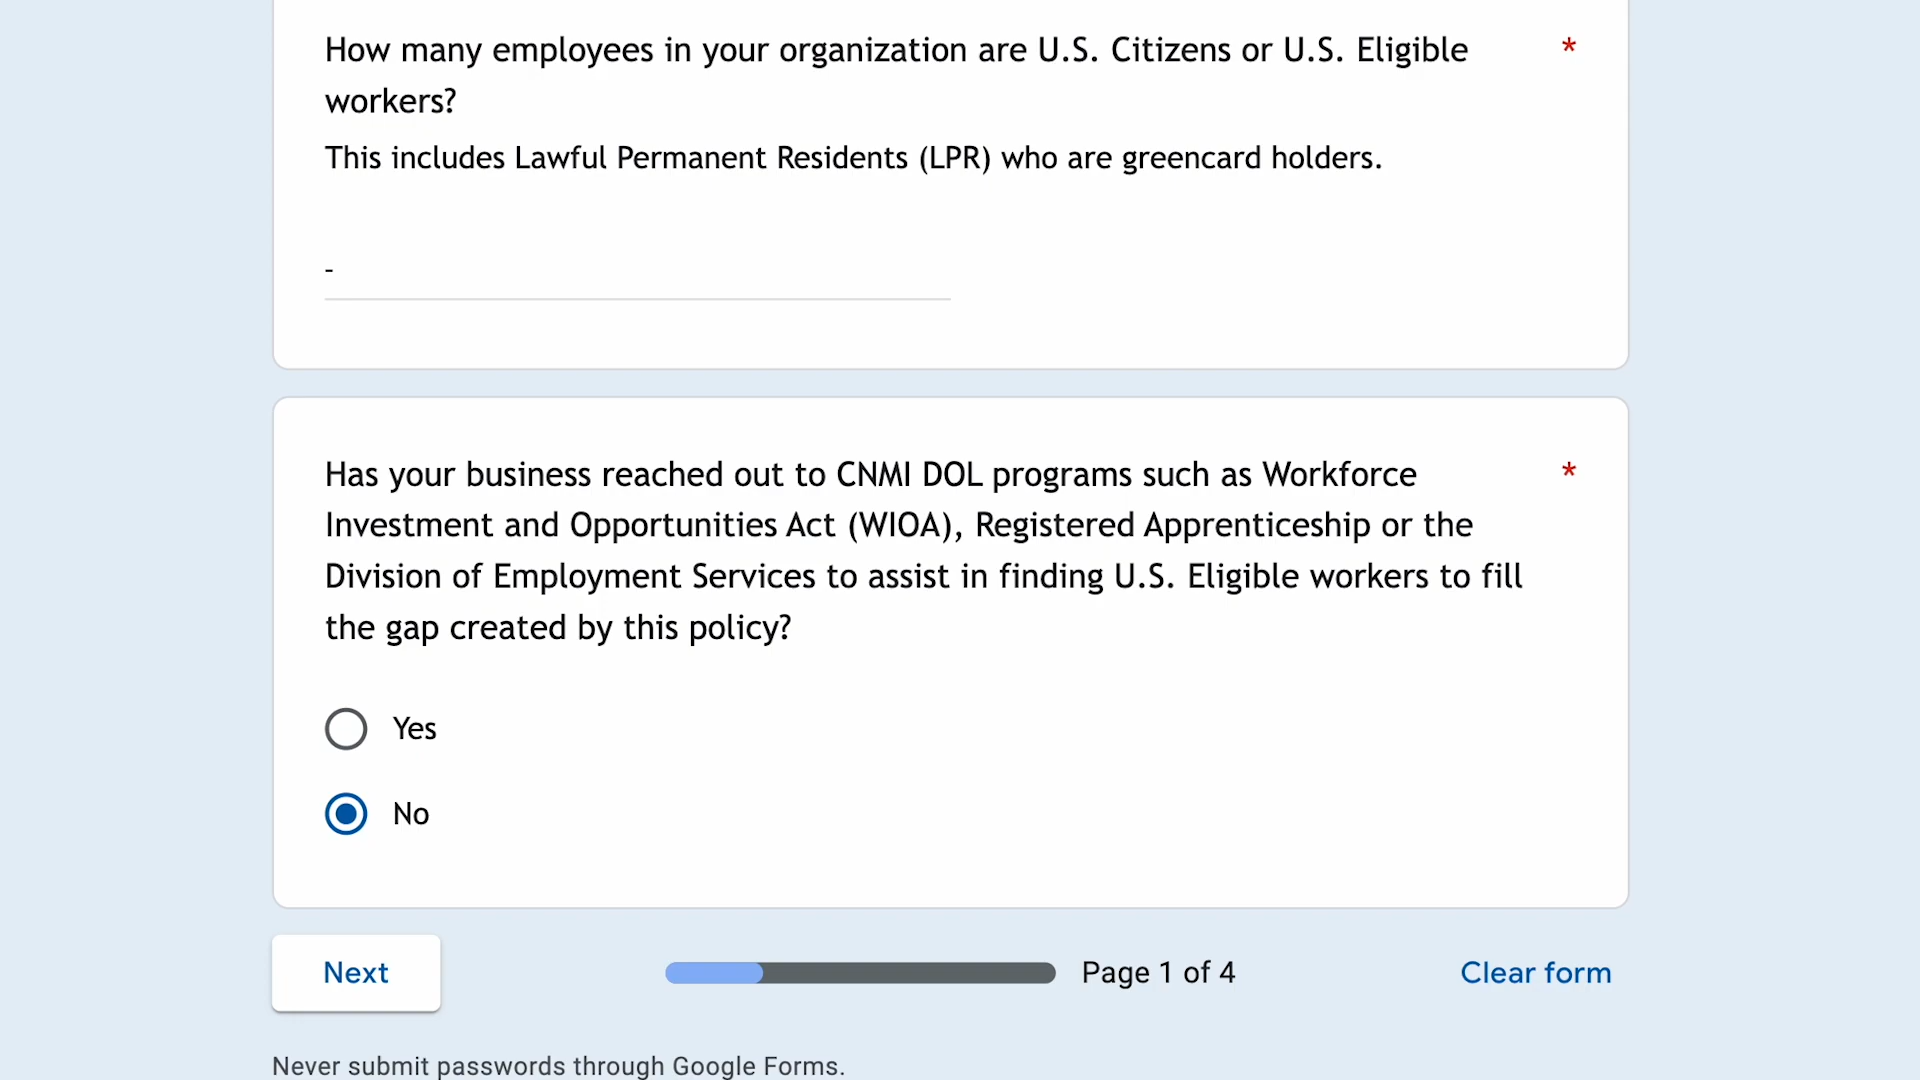 How many employees in your organization are U.S. Citizens or U.S. Eligible *
workers?
This includes Lawful Permanent Residents (LPR) who are greencard holders.
-
Has your business reached out to CNMI DOL programs such as Workforce *
Investment and Opportunities Act (WIOA), Registered Apprenticeship or the
Division of Employment Services to assist in finding U.S. Eligible workers to fill
the gap created by this policy?
Yes
No
Next Page 1 of 4 Clear form
Never submit passwords through Google Forms.